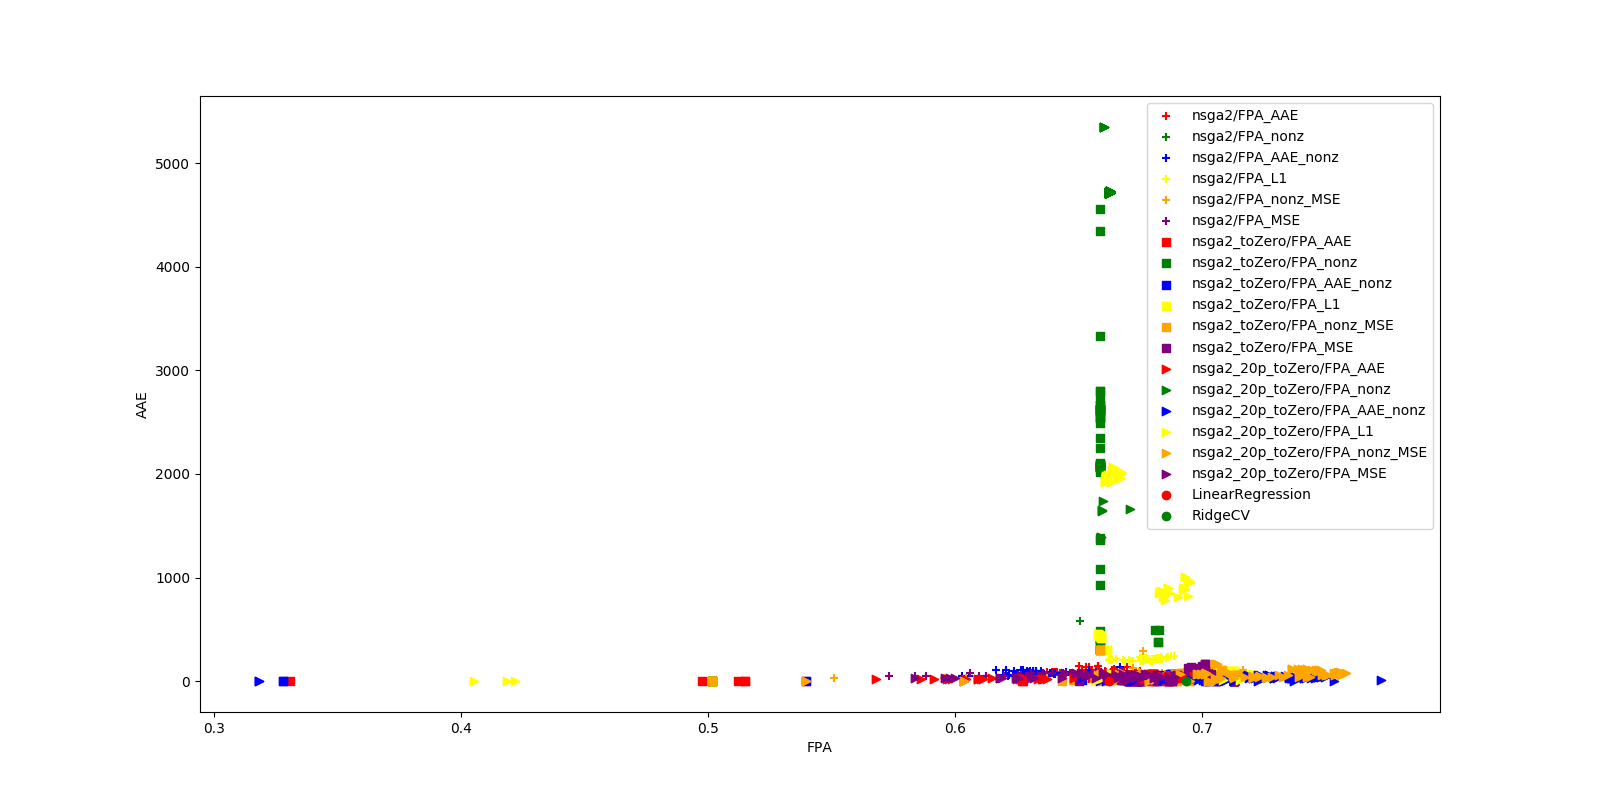 5000
4000
3000
2000
1000
0
AAE
0.3
0.4
0.5
0.6
0.7
FPA
nsga2/FPA_AAE
nsga2/FPA_nonz
nsga2/FPA_AAE_nonz
nsga2/FPA_L1
nsga2/FPA_nonz_MSE
nsga2/FPA_MSE
nsga2_toZero/FPA_AAE
nsga2_toZero/FPA_nonz
nsga2_toZero/FPA_AAE_nonz
nsga2_toZero/FPA_L1
nsga2_toZero/FPA_nonz_MSE
nsga2_toZero/FPA_MSE
nsga2_20p_toZero/FPA_AAE
nsga2_20p_toZero/FPA_nonz
nsga2_20p_toZero/FPA_AAE_nonz
nsga2_20p_toZero/FPA_L1
nsga2_20p_toZero/FPA_nonz_MSE
nsga2_20p_toZero/FPA_MSE
LinearRegression
RidgeCV